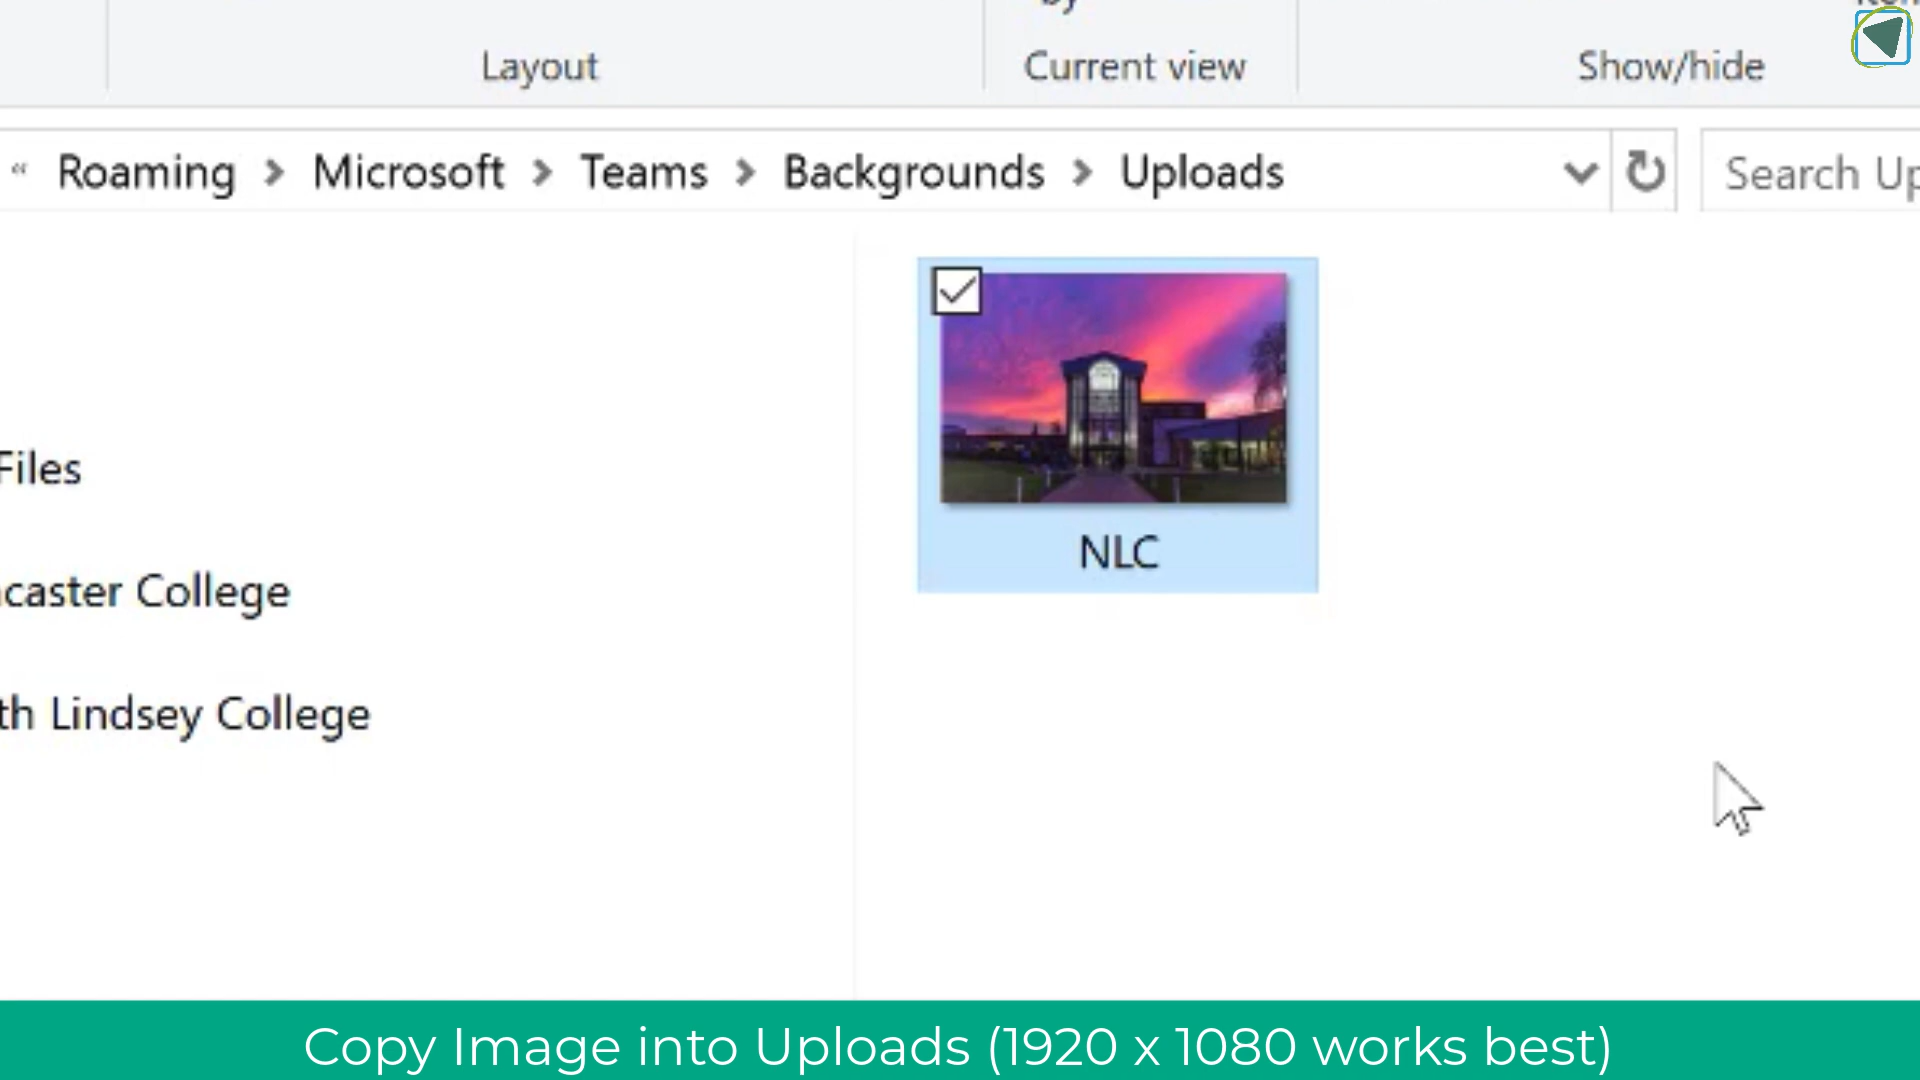 Layout
Current view
Show/hide
« Roaming > Microsoft > Teams > Backgrounds > Uploads
Search Up
Files
caster College
NLC
th Lindsey College
Copy Image into Uploads (1920 x 1080 works best)